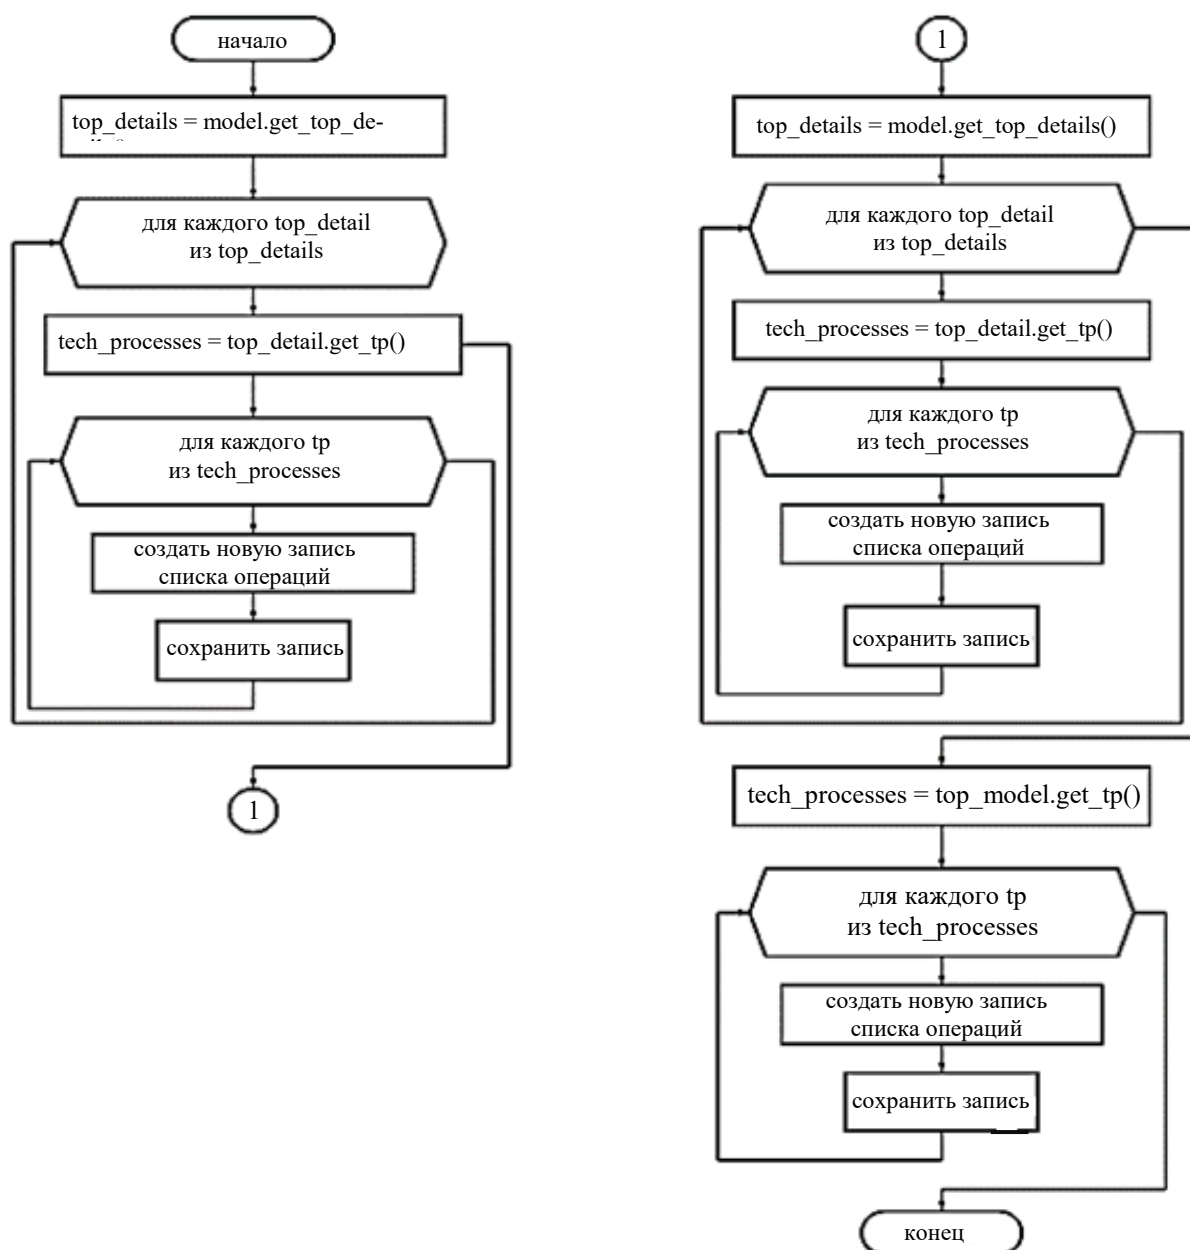 начало
top_details = model.get_top_de-
для каждого top_detail
из top_details
tech_processes = top_detail.get_tp()
для каждого tp
из tech_processes
создать новую запись
списка операций
сохранить запись
1
1
top_details = model.get_top_details()
для каждого top_detail
из top_details
tech_processes = top_detail.get_tp()
для каждого tp
из tech_processes
создать новую запись
списка операций
сохранить запись
tech_processes = top_model.get_tp()
для каждого tp
из tech_processes
создать новую запись
списка операций
сохранить запись
конец